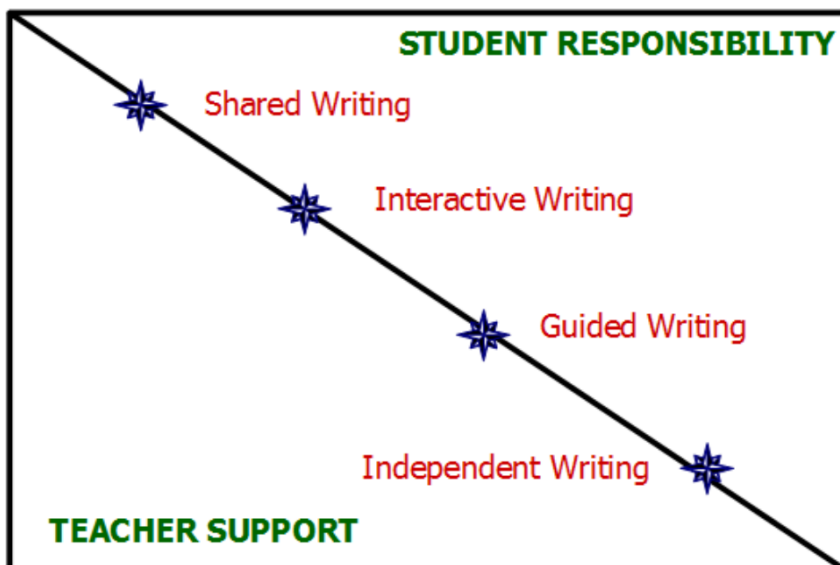 STUDENT RESPONSIBILITY
Shared Writing
Interactive Writing
Guided Writing
Independent Writing
TEACHER SUPPORT